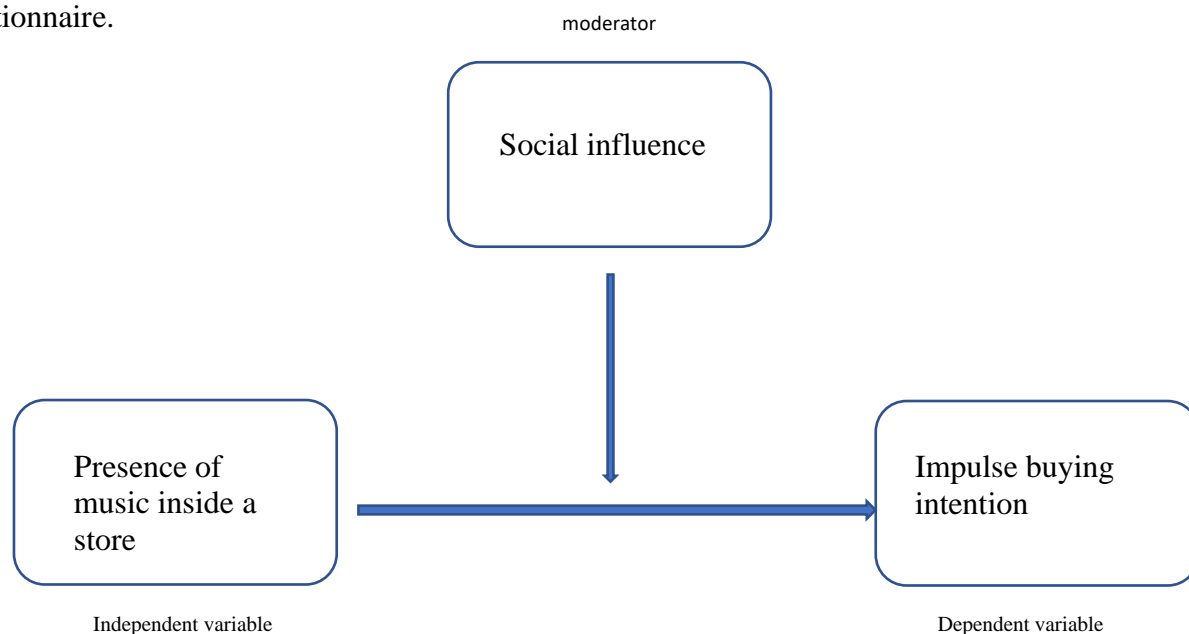 tionnaire.
moderator
Social influence
Presence of
music inside a
store
Impulse buying
intention
Independent variable
Dependent variable